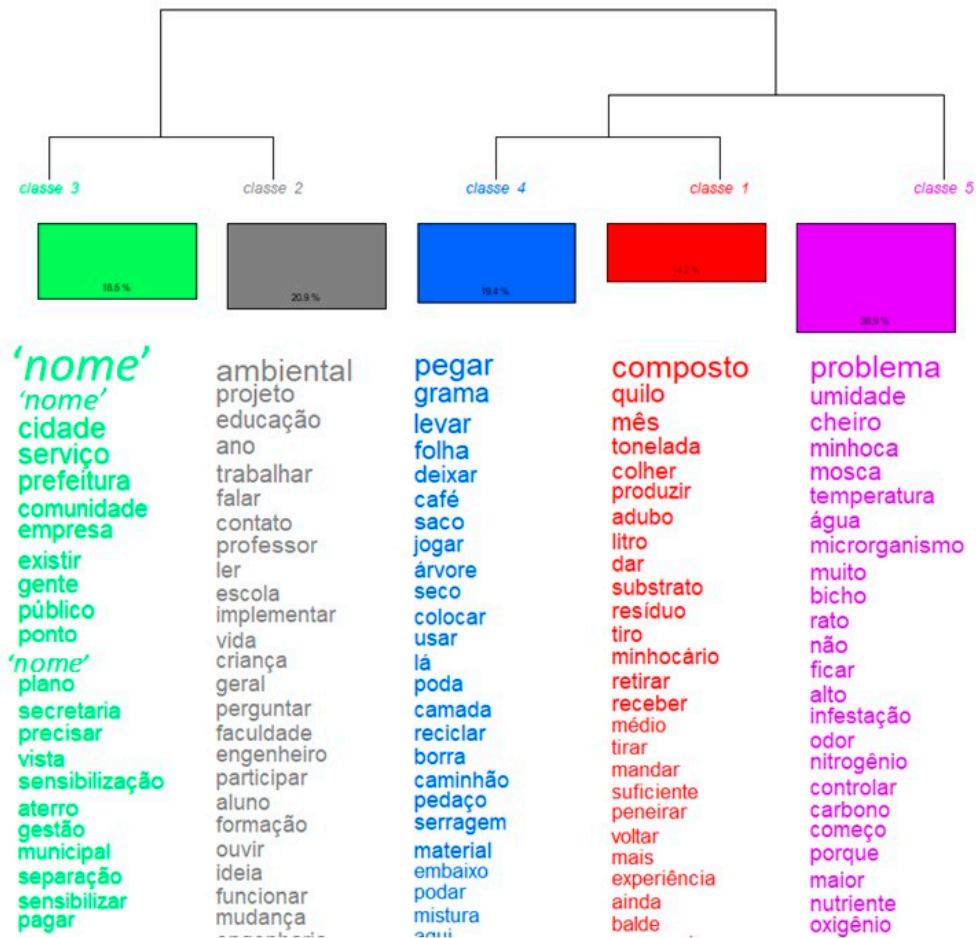 classe 3
classe 2
classe 4
classe 1
classe 5
18.5 %
20.9 %
19.4 %
14.2 %
26.9 %
‘nome’
‘nome’
cidade
serviço
prefeitura
comunidade
empresa
existir
gente
público
ponto
‘nome’
plano
secretaria
precisar
vista
sensibilização
aterro
gestão
municipal
separação
sensibilizar
pagar
ambiental
projeto
educação
ano
trabalhar
falar
contato
professor
ler
escola
implementar
vida
criança
geral
perguntar
faculdade
engenheiro
participar
aluno
formação
ouvir
ideia
funcionar
mudança
pegar
grama
levar
folha
deixar
café
saco
jogar
árvore
seco
colocar
usar
lá
poda
camada
reciclar
borra
caminhão
pedaço
serragem
material
embaixo
podar
mistura
composto
quilo
mês
tonelada
colher
produzir
adubo
litro
dar
substrato
resíduo
tiro
minhocário
retirar
receber
médio
tirar
mandar
suficiente
peneirar
voltar
mais
experiência
ainda
balde
problema
umidade
cheiro
minhoca
mosca
temperatura
água
microrganismo
muito
bicho
rato
não
ficar
alto
infestação
odor
nitrogênio
controlar
carbono
começo
porque
maior
nutriente
oxigênio